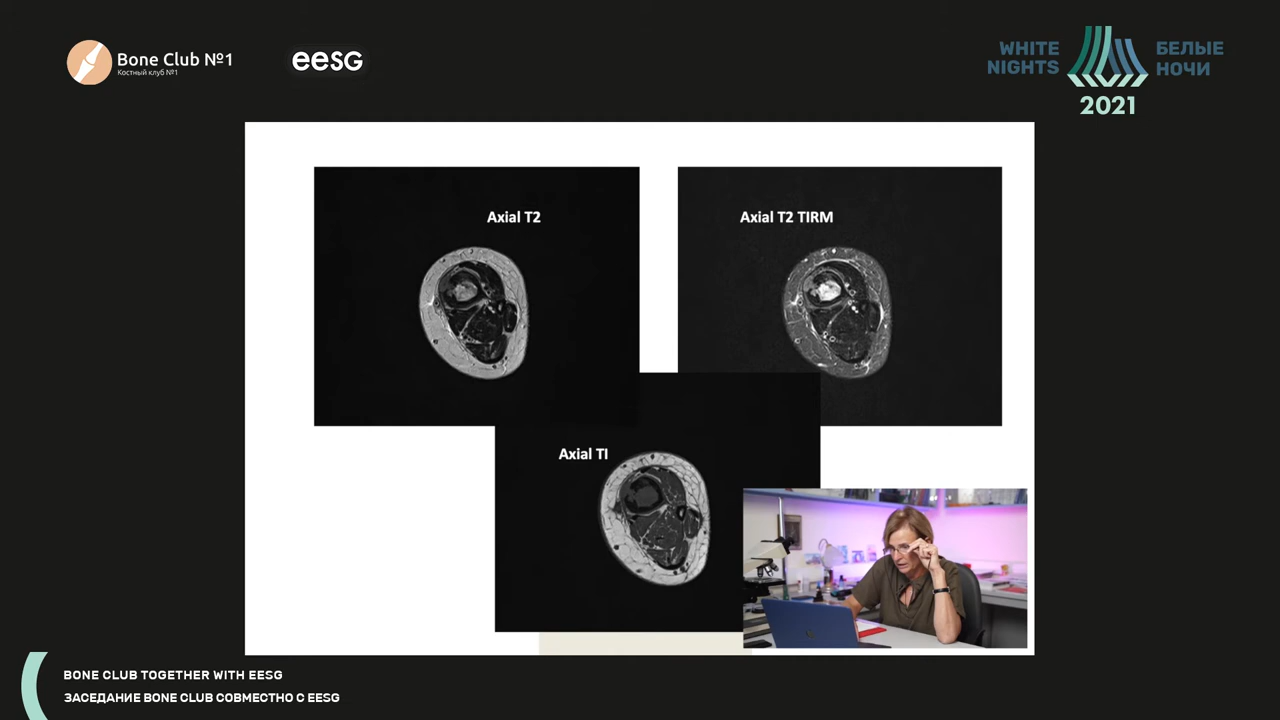 Bone Club №1
Костный клуб №1
eesg
WHITE NIGHTS
БЕЛЫЕ НОЧИ
2021
Axial T2
Axial T2 TIRM
Axial TI
BONE CLUB TOGETHER WITH EESG
ЗАСЕДАНИЕ BONE CLUB СОВМЕСТНО С EESG